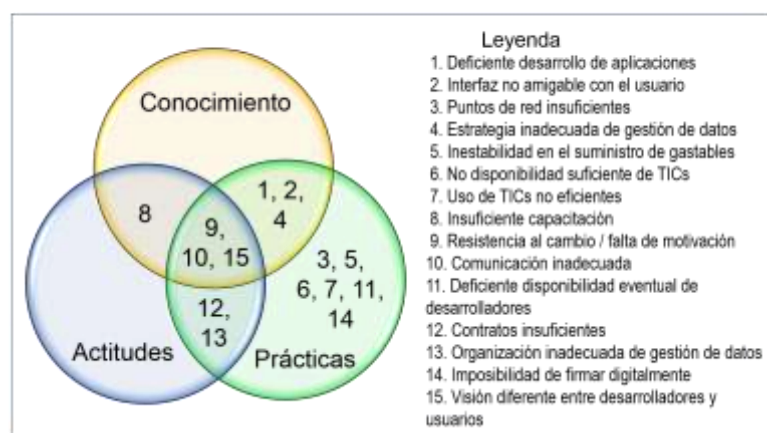 Conocimiento
8
1, 2,
4
9,
10, 15
3, 5,
6, 7, 11,
14
12,
13
Actitudes
Prácticas
Leyenda
1. Deficiente desarrollo de aplicaciones
2. Interfaz no amigable con el usuario
3. Puntos de red insuficientes
4. Estrategia inadecuada de gestión de datos
5. Inestabilidad en el suministro de gastables
6. No disponibilidad suficiente de TICs
7. Uso de TICs no eficientes
8. Insuficiente capacitación
9. Resistencia al cambio / falta de motivación
10. Comunicación inadecuada
11. Deficiente disponibilidad eventual de
desarrolladores
12. Contratos insuficientes
13. Organización inadecuada de gestión de datos
14. Imposibilidad de firmar digitalmente
15. Visión diferente entre desarrolladores y
usuarios